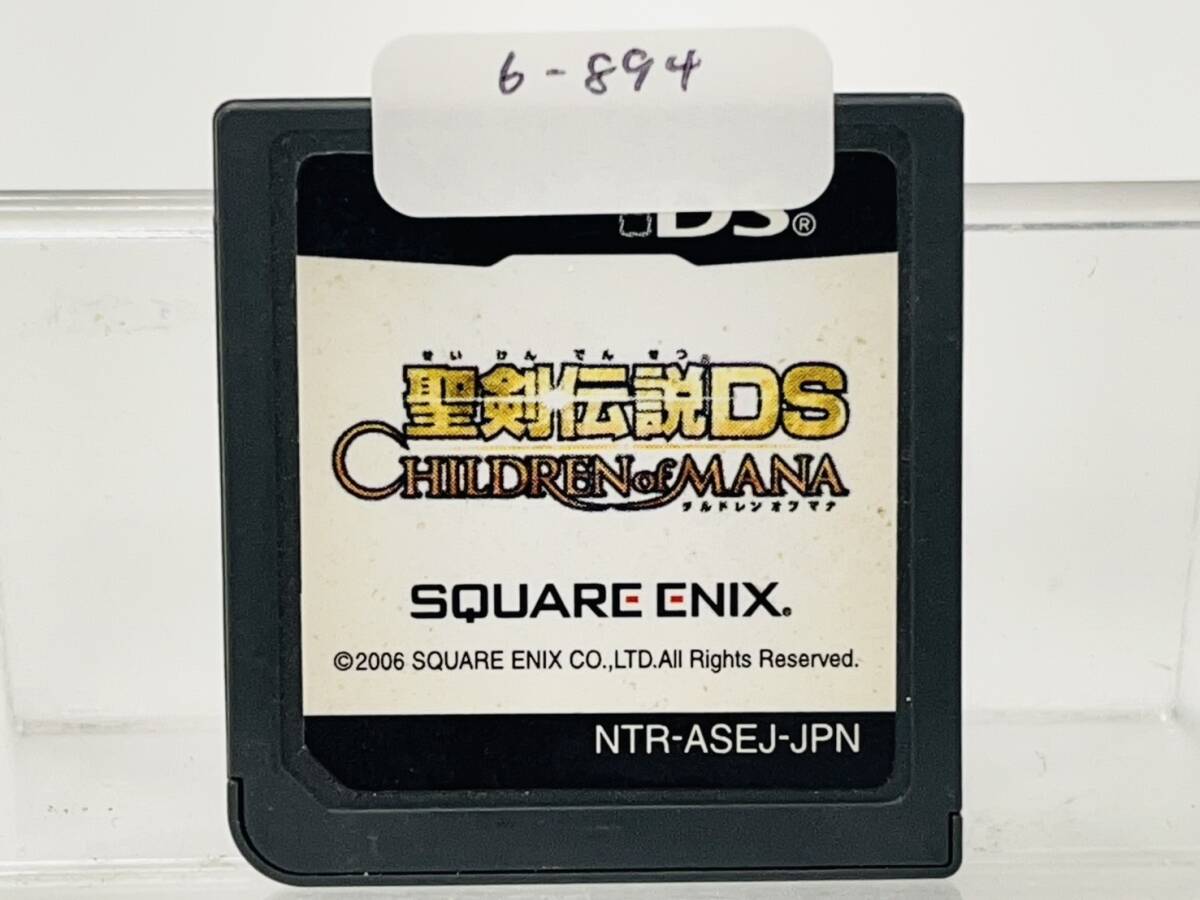 6-894
DS®
せいけんでんせつ®
聖剣伝説DS
CHILDREN of MANA
チルドレン オブ マナ
SQUARE ENIX.
©2006 SQUARE ENIX CO.,LTD.All Rights Reserved.
NTR-ASEJ-JPN